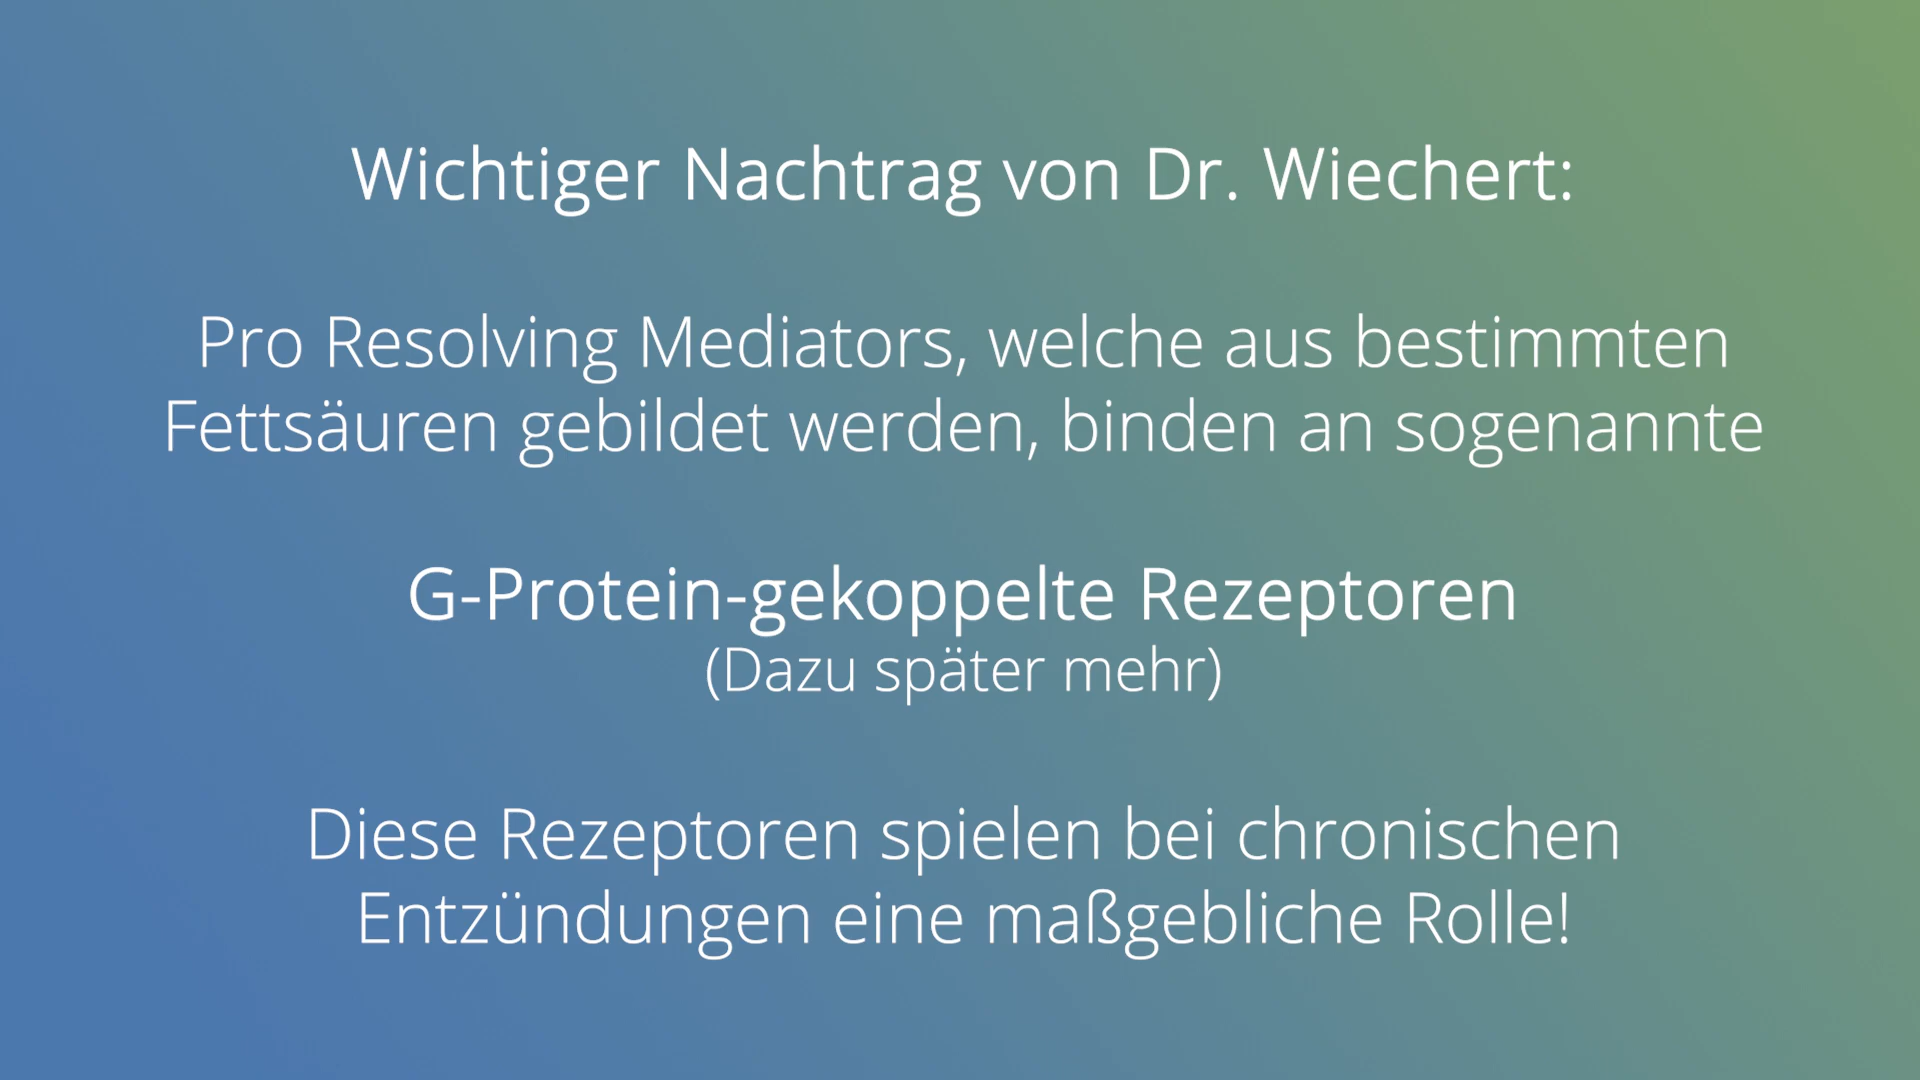 Wichtiger Nachtrag von Dr. Wiechert:
Pro Resolving Mediators, welche aus bestimmten
Fettsäuren gebildet werden, binden an sogenannte
G-Protein-gekoppelte Rezeptoren
(Dazu später mehr)
Diese Rezeptoren spielen bei chronischen
Entzündungen eine maßgebliche Rolle!